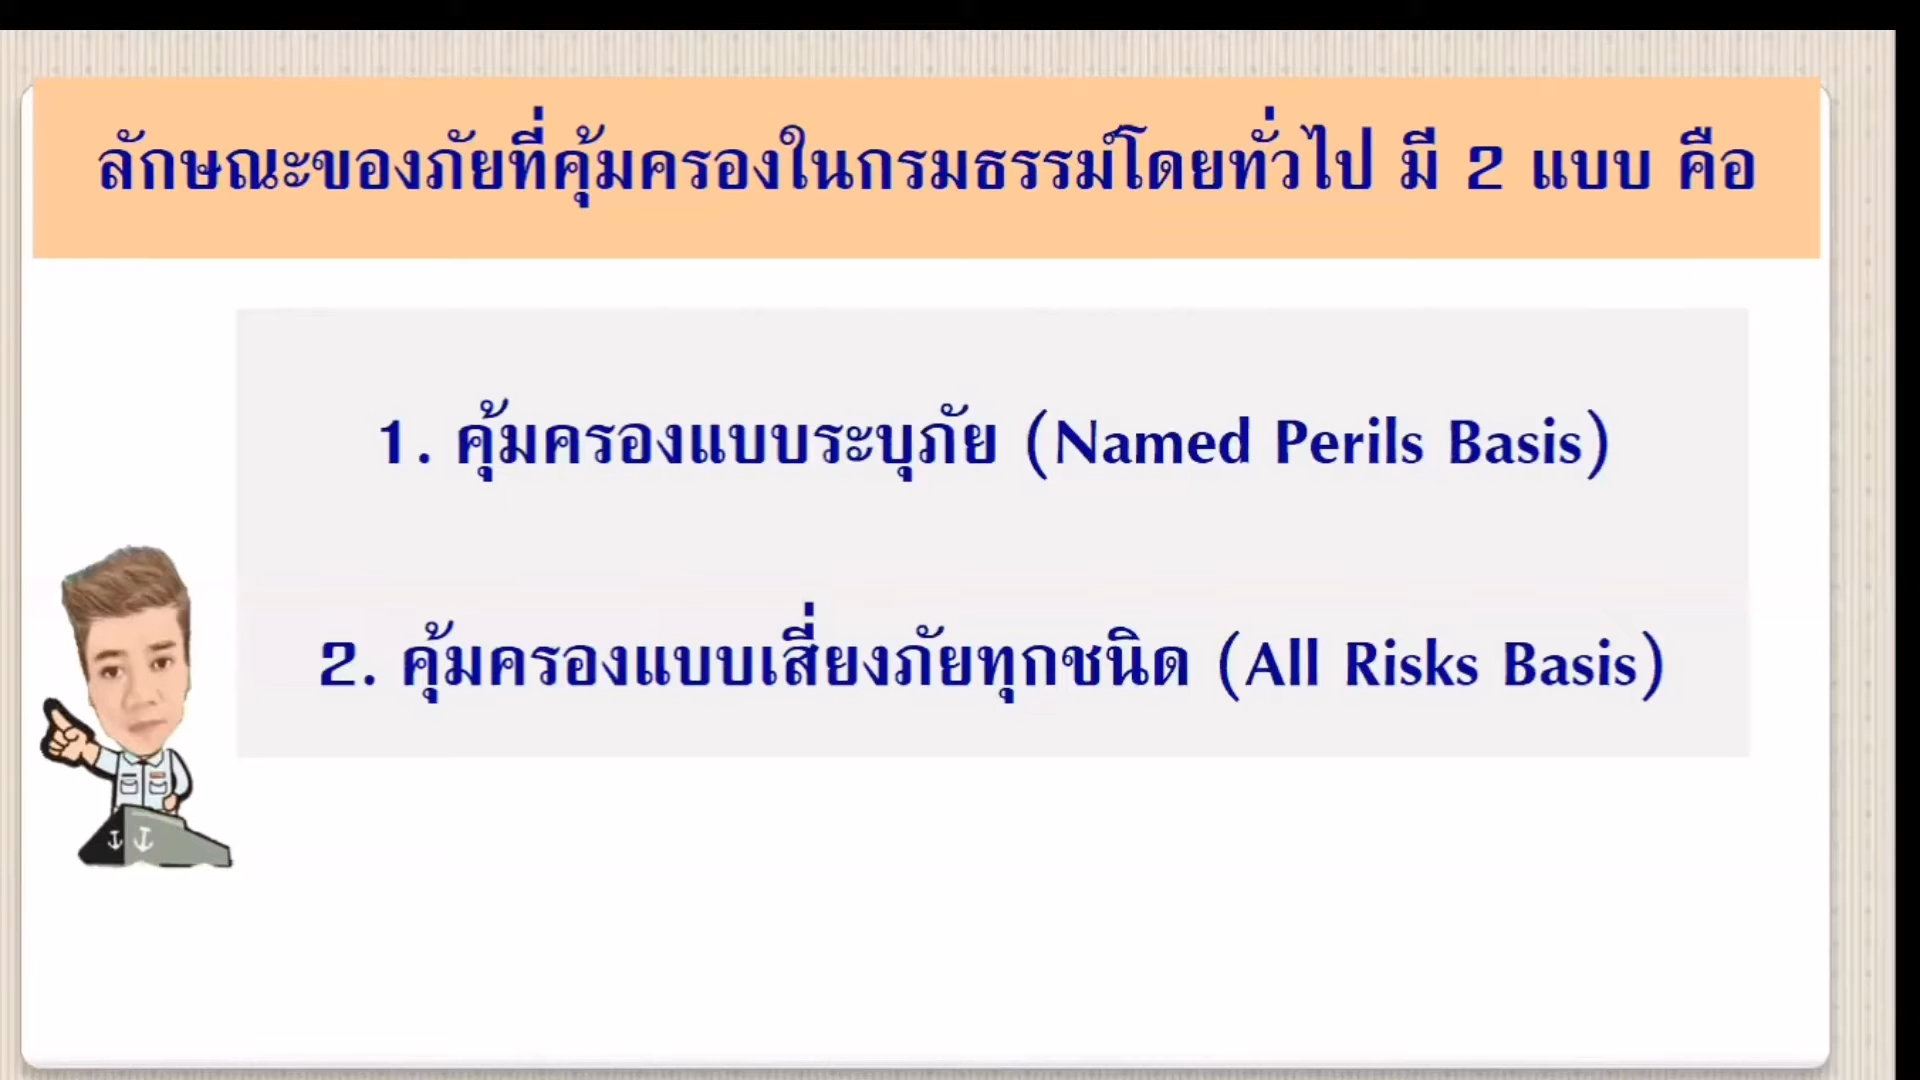 ลักษณะของภัยที่คุ้มครองในกรมธรรม์โดยทั่วไป มี 2 แบบ คือ
1. คุ้มครองแบบระบุภัย (Named Perils Basis)
2. คุ้มครองแบบเสี่ยงภัยทุกชนิด (All Risks Basis)